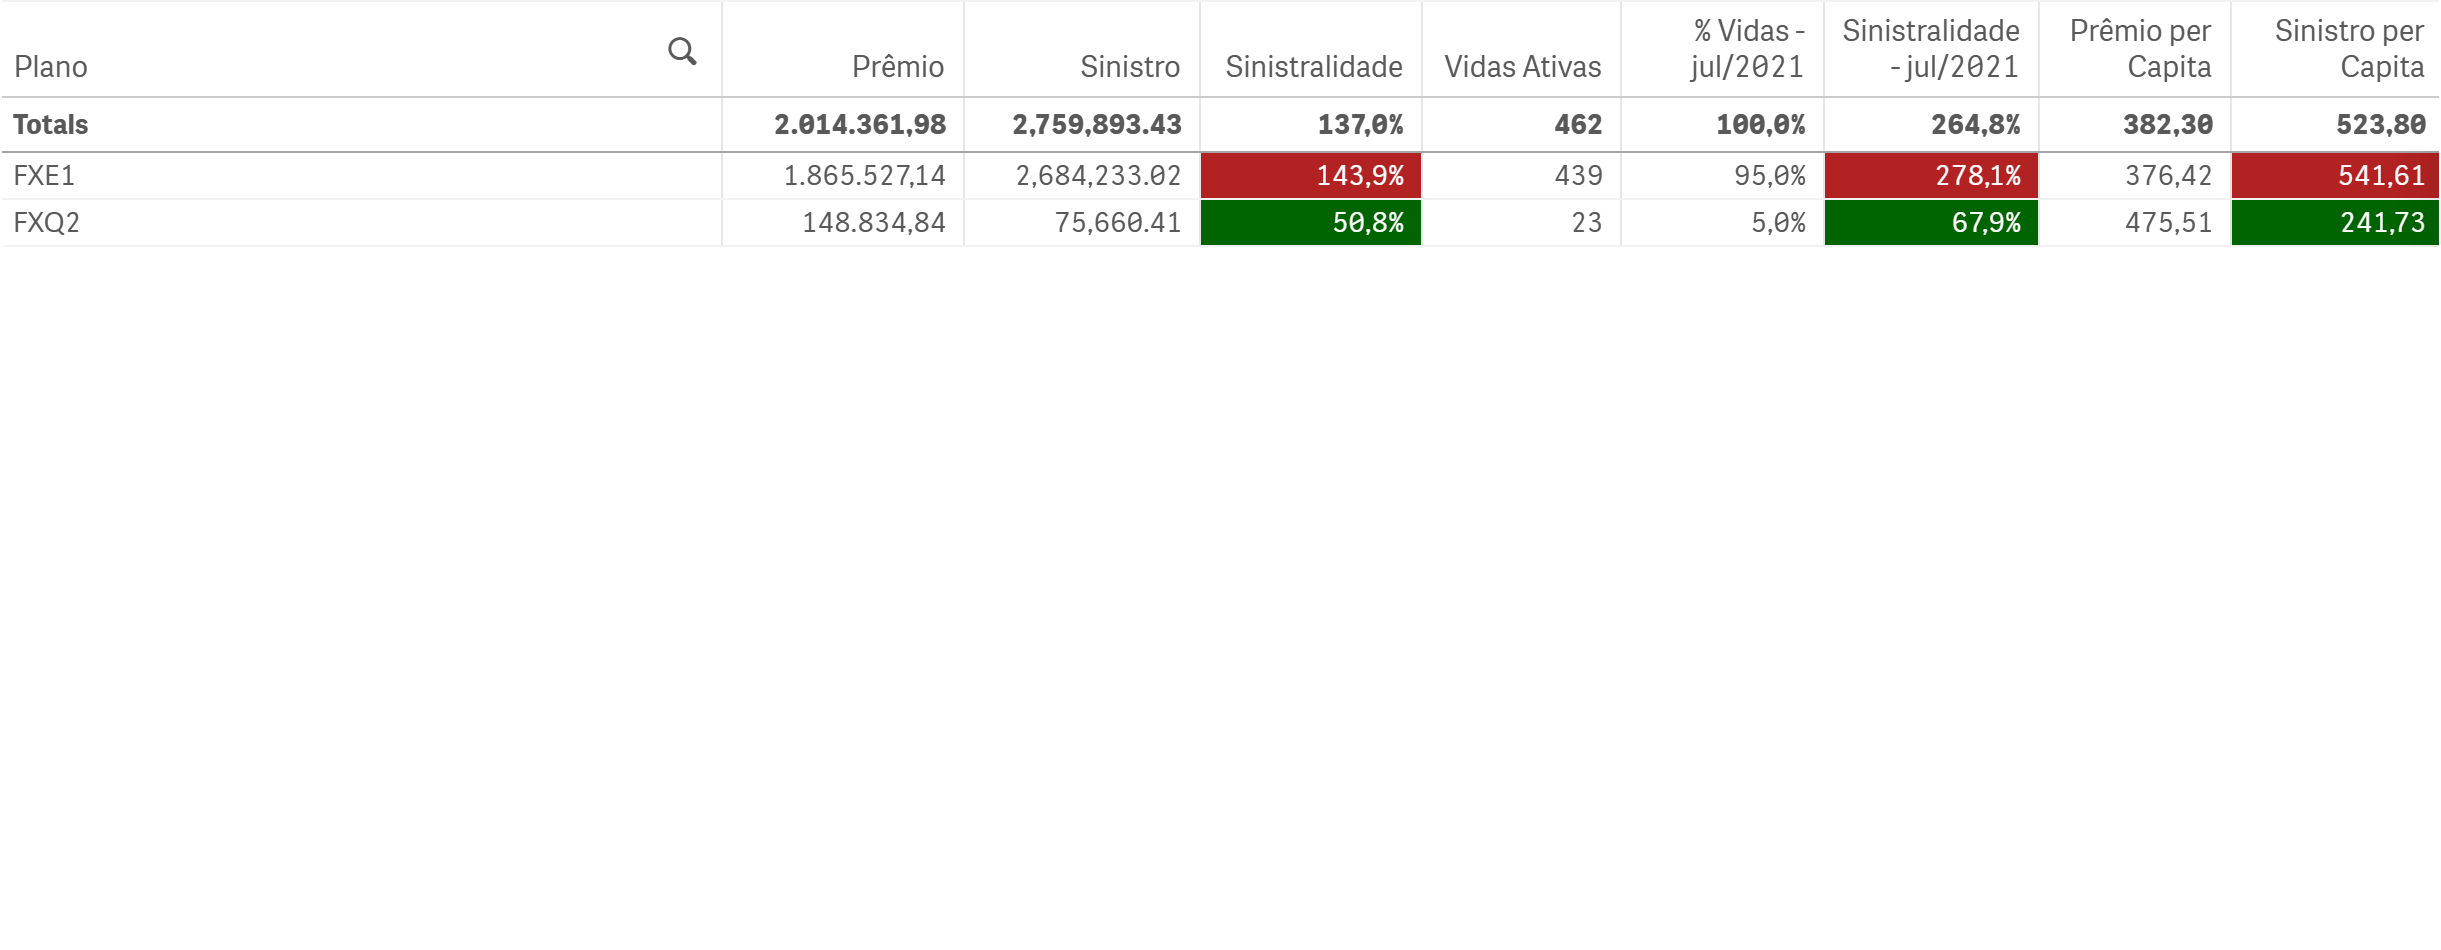 Plano Prêmio Sinistro Sinistralidade Vidas Ativas % Vidas - jul/2021 Sinistralidade - jul/2021 Prêmio per Capita Sinistro per Capita
Totals 2.014.361,98 2,759,893.43 137,0% 462 100,0% 264,8% 382,30 523,80
FXE1 1.865.527,14 2,684,233.02 143,9% 439 95,0% 278,1% 376,42 541,61
FXQ2 148.834,84 75,660.41 50,8% 23 5,0% 67,9% 475,51 241,73